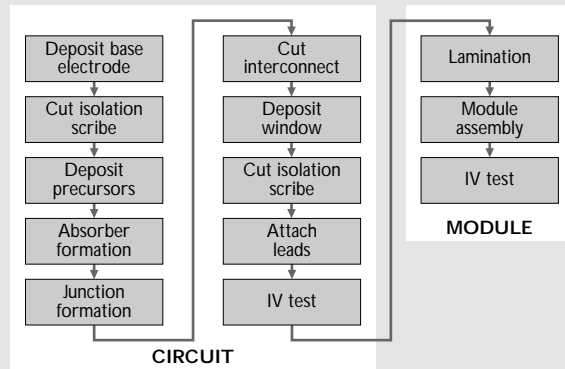 Deposit base
electrode
Cut isolation
scribe
Deposit
precursors
Absorber
formation
Junction
formation
Cut
interconnect
Deposit
window
Cut isolation
scribe
Attach
leads
IV test
CIRCUIT
Lamination
Module
assembly
IV test
MODULE